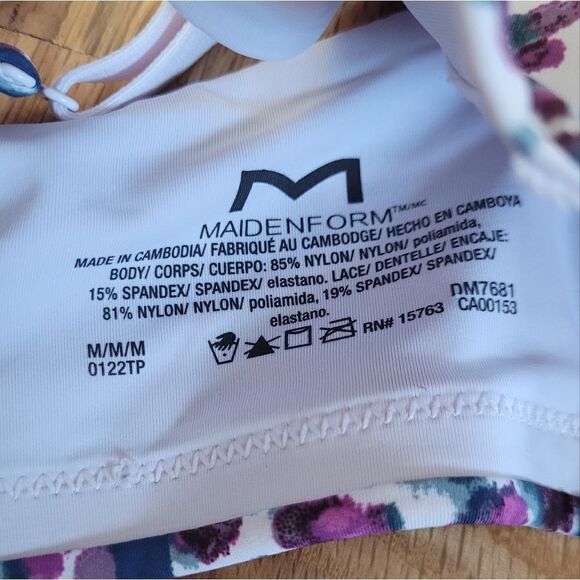 MAIDENFORM™/MC
MADE IN CAMBODIA/ FABRIQUÉ AU CAMBODGE/ HECHO EN CAMBOYA
BODY/ CORPS/ CUERPO: 85% NYLON/ NYLON/ poliamida,
15% SPANDEX/ SPANDEX/ elastano. LACE/ DENTELLE/ ENCAJE:
81% NYLON/ NYLON/ poliamida, 19% SPANDEX/ SPANDEX/
elastano.
DM7681
RN# 15763 CA00153
M/M/M
0122TP